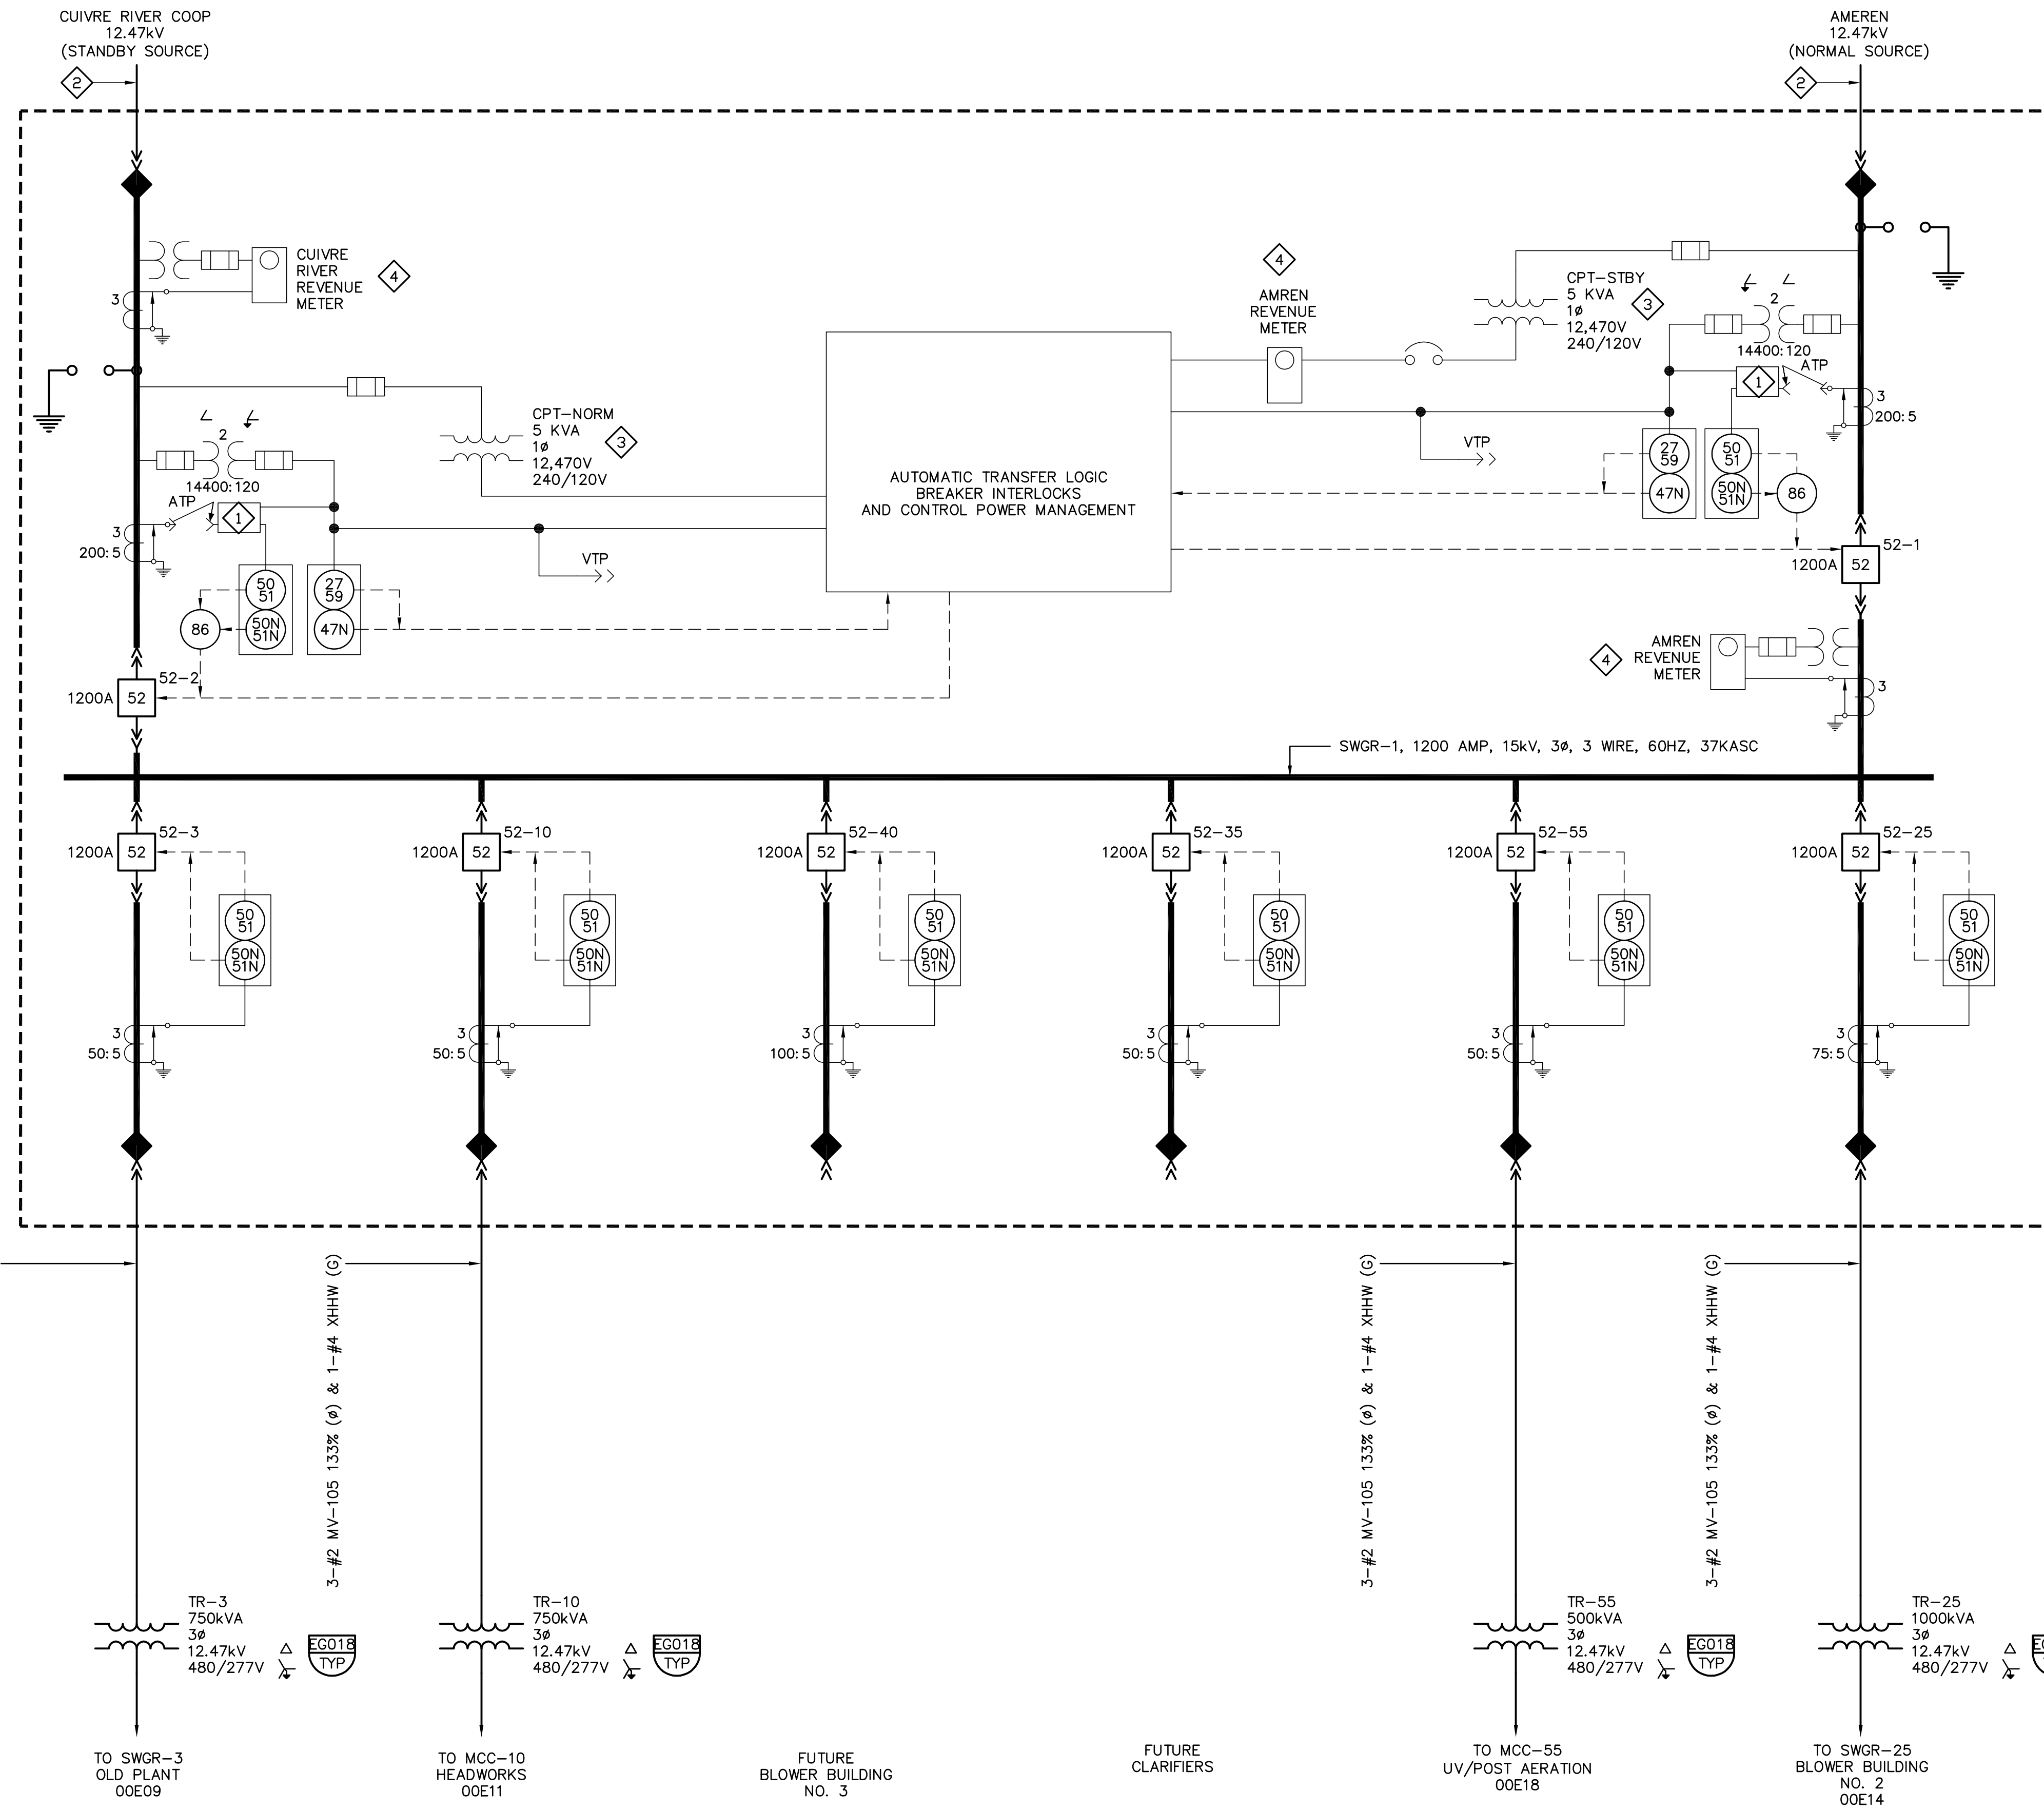 CUIVRE RIVER COOP
12.47kV
(STANDBY SOURCE)
2
AMEREN
12.47kV
(NORMAL SOURCE)
2
CUIVRE
RIVER
REVENUE
METER
4
3
CPT-NORM
5 KVA
1ø
12,470V
240/120V
3
2
14400:120
ATP
1
3
200:5
VTP
50
51
50N
51N
27
59
47N
86
52-2
1200A
52
AUTOMATIC TRANSFER LOGIC
BREAKER INTERLOCKS
AND CONTROL POWER MANAGEMENT
4
AMREN
REVENUE
METER
CPT-STBY
5 KVA
1ø
12,470V
240/120V
3
2
14400:120
ATP
1
3
200:5
VTP
27
59
47N
50
51
50N
51N
86
52-1
1200A
52
4
AMREN
REVENUE
METER
3
SWGR-1, 1200 AMP, 15kV, 3ø, 3 WIRE, 60HZ, 37KASC
52-3
1200A
52
50
51
50N
51N
3
50:5
52-10
1200A
52
50
51
50N
51N
3
50:5
52-40
1200A
52
50
51
50N
51N
3
100:5
52-35
1200A
52
50
51
50N
51N
3
50:5
52-55
1200A
52
50
51
50N
51N
3
50:5
52-25
1200A
52
50
51
50N
51N
3
75:5
3-#2 MV-105 133% (ø) & 1-#4 XHHW (G)
3-#2 MV-105 133% (ø) & 1-#4 XHHW (G)
3-#2 MV-105 133% (ø) & 1-#4 XHHW (G)
TR-3
750kVA
3ø
12.47kV
480/277V
EG018
TYP
TR-10
750kVA
3ø
12.47kV
480/277V
EG018
TYP
TR-55
500kVA
3ø
12.47kV
480/277V
EG018
TYP
TR-25
1000kVA
3ø
12.47kV
480/277V
TO SWGR-3
OLD PLANT
00E09
TO MCC-10
HEADWORKS
00E11
FUTURE
BLOWER BUILDING
NO. 3
FUTURE
CLARIFIERS
TO MCC-55
UV/POST AERATION
00E18
TO SWGR-25
BLOWER BUILDING
NO. 2
00E14